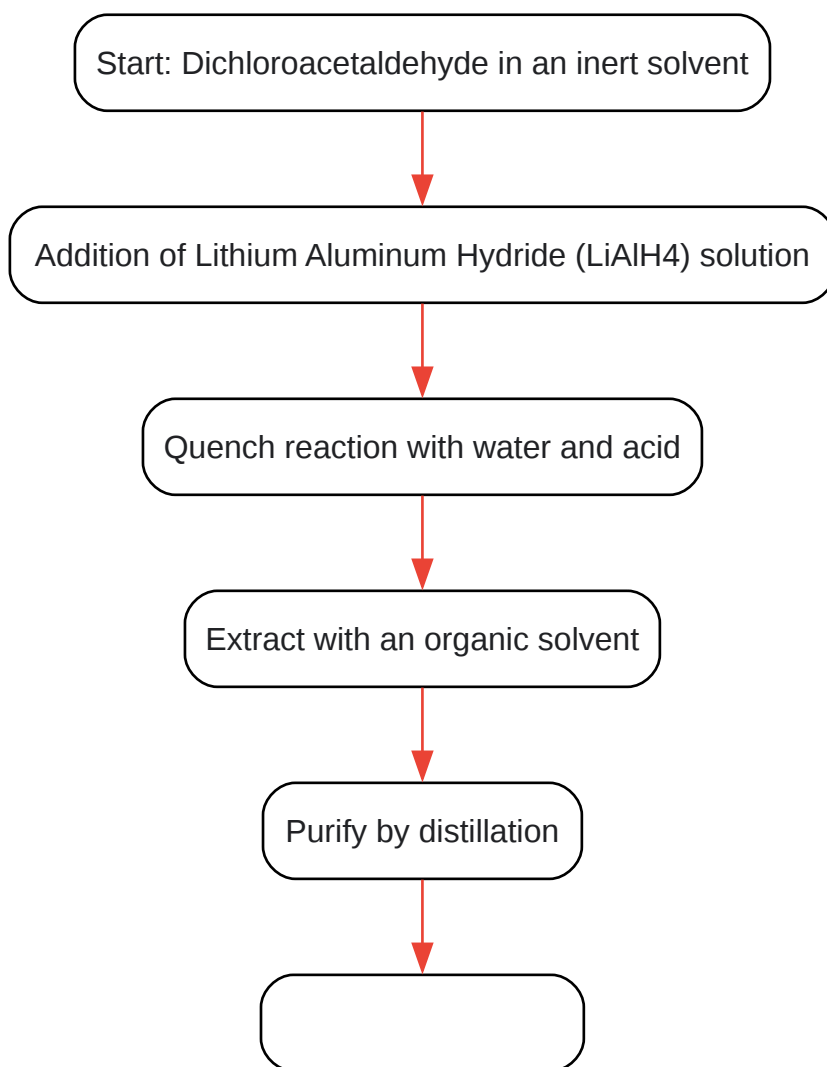 Start: Dichloroacetaldehyde in an inert solvent
Addition of Lithium Aluminum Hydride (LiAlH4) solution
Quench reaction with water and acid
Extract with an organic solvent
Purify by distillation